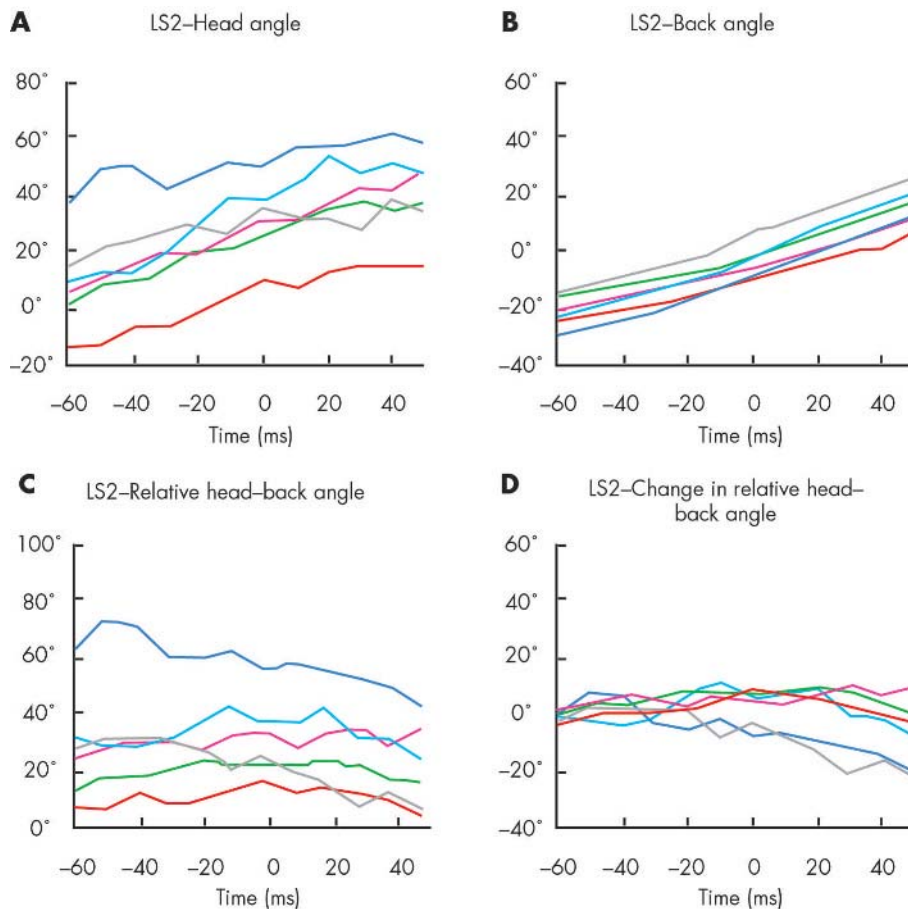 A
LS2–Head angle
80˚
60˚
40˚
20˚
0˚
–20˚
–60 –40 –20 0 20 40
Time (ms)
B
LS2–Back angle
60˚
20˚
0˚
–20˚
–40˚
–60 –40 –20 0 20 40
Time (ms)
C
LS2–Relative head–back angle
100˚
80˚
60˚
40˚
20˚
0˚
–60 –40 –20 0 20 40
Time (ms)
D
LS2–Change in relative head–
back angle
60˚
20˚
0˚
–20˚
–40˚
–60 –40 –20 0 20 40
Time (ms)